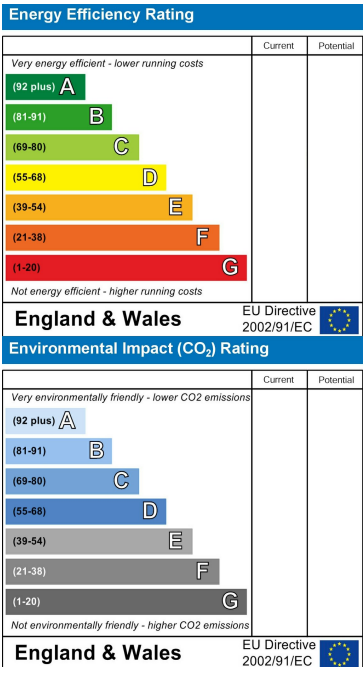 Energy Efficiency Rating
Current Potential
Very energy efficient - lower running costs
(92 plus) A
(81-91) B
(69-80) C
(55-68) D
(39-54) E
(21-38) F
(1-20) G
Not energy efficient - higher running costs
England & Wales
EU Directive
2002/91/EC
Environmental Impact (CO₂) Rating
Current Potential
Very environmentally friendly - lower CO2 emissions
(92 plus) A
(81-91) B
(69-80) C
(55-68) D
(39-54) E
(21-38) F
(1-20) G
Not environmentally friendly - higher CO2 emissions
England & Wales
EU Directive
2002/91/EC